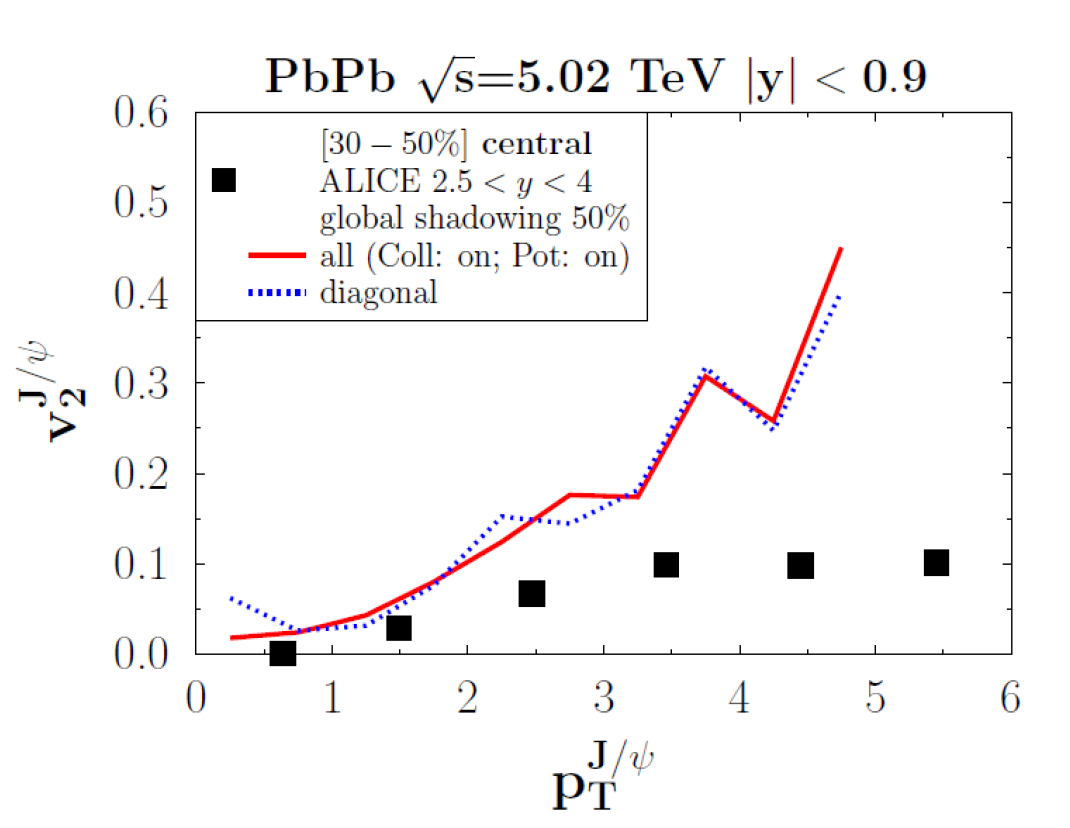 PbPb √s=5.02 TeV |y| < 0.9
[30 − 50%] central
ALICE 2.5 < y < 4
global shadowing 50%
all (Coll: on; Pot: on)
diagonal
0.6
0.5
0.4
0.3
0.2
0.1
0.0
v₂^J/ψ
0 1 2 3 4 5 6
p_T^J/ψ